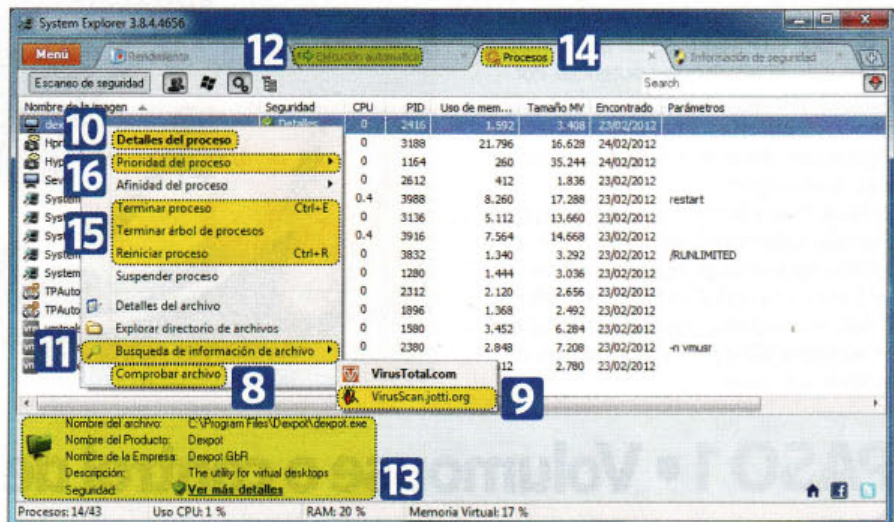 System Explorer 3.8.4.4656
Menú
Rendimiento
12
Ejecución automática
Procesos
14
Información de seguridad
Escaneo de seguridad
Search
Nombre de la imagen Seguridad CPU PID Uso de mem... Tamaño MV Encontrado Parámetros
dex Detalles 0 2416 1.592 3.408 23/02/2012
10
Detalles del proceso
Hpr 0 3188 21.796 16.628 24/02/2012
16
Prioridad del proceso
Hyp 0 1164 260 35.244 24/02/2012
Afinidad del proceso
Sev 0 2612 412 1.836 23/02/2012
System 0.4 3988 8.260 17.288 23/02/2012 restart
15
Terminar proceso Ctrl+E
Syst 0 3136 5.112 13.660 23/02/2012
Terminar árbol de procesos
Syst 0.4 3916 7.564 14.668 23/02/2012
Reiniciar proceso Ctrl+R
System 0 3832 1.340 3.292 23/02/2012 /RUNLIMITED
Suspender proceso
System 0 1280 1.444 3.036 23/02/2012
TPAuto 0 2312 2.120 2.656 23/02/2012
Detalles del archivo
TPAuto 0 1896 1.368 2.492 23/02/2012
Explorar directorio de archivos
0 1580 3.452 6.284 23/02/2012
11
Busqueda de información de archivo
0 2380 2.848 7.208 23/02/2012 -n vmusr
Comprobar archivo
8
VirusTotal.com
12 2.780 23/02/2012
VirusScan.jotti.org
9
Nombre del archivo: C:\Program Files\Dexpot\dexpot.exe
Nombre del Producto: Dexpot
Nombre de la Empresa: Dexpot GbR
Descripción: The utility for virtual desktops
Seguridad Ver más detalles
13
Procesos: 14/43 Uso CPU: 1 % RAM: 20 % Memoria Virtual: 17 %